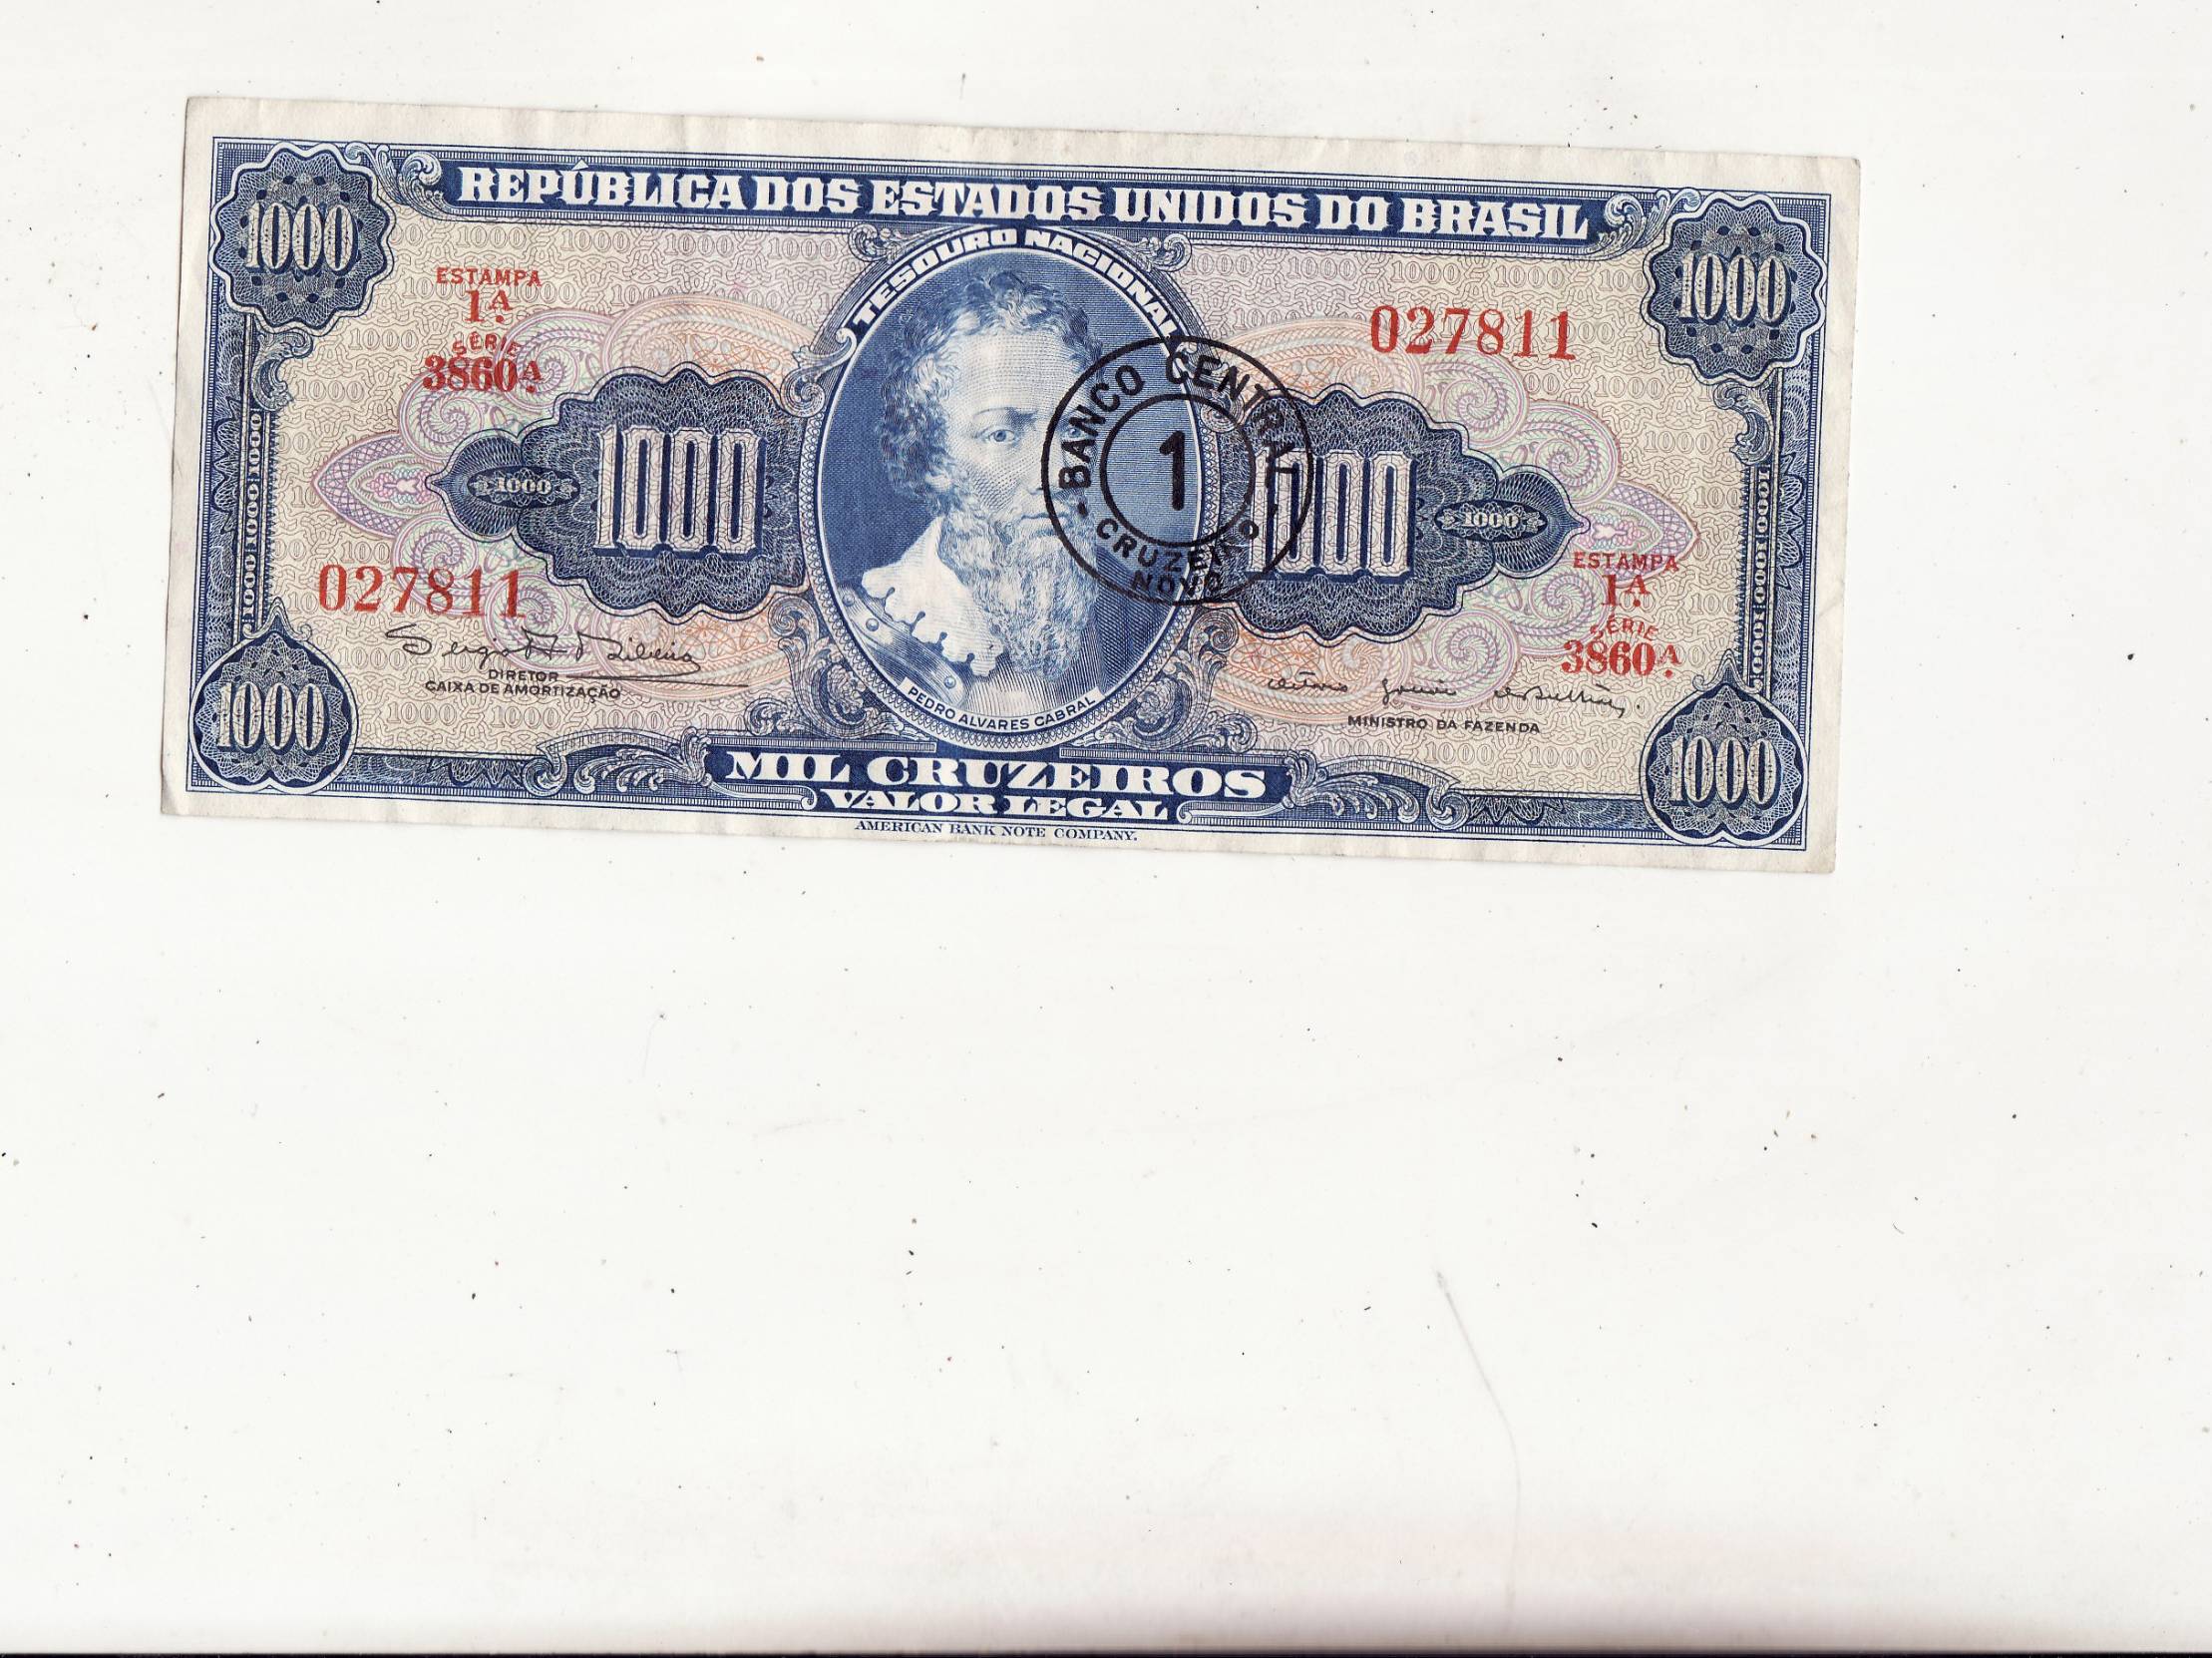 REPÚBLICA DOS ESTADOS UNIDOS DO BRASIL
TESOURO NACIONAL
1000
1000
ESTAMPA
1ª
SÉRIE
3860ª
027811
BANCO CENTRAL
1
CRUZEIRO
NOVO
1000
1000
1000
1000
027811
ESTAMPA
1ª
SÉRIE
3860ª
DIRETOR
CAIXA DE AMORTIZAÇÃO
PEDRO ALVARES CABRAL
MINISTRO DA FAZENDA
1000
1000
MIL CRUZEIROS
VALOR LEGAL
AMERICAN BANK NOTE COMPANY.